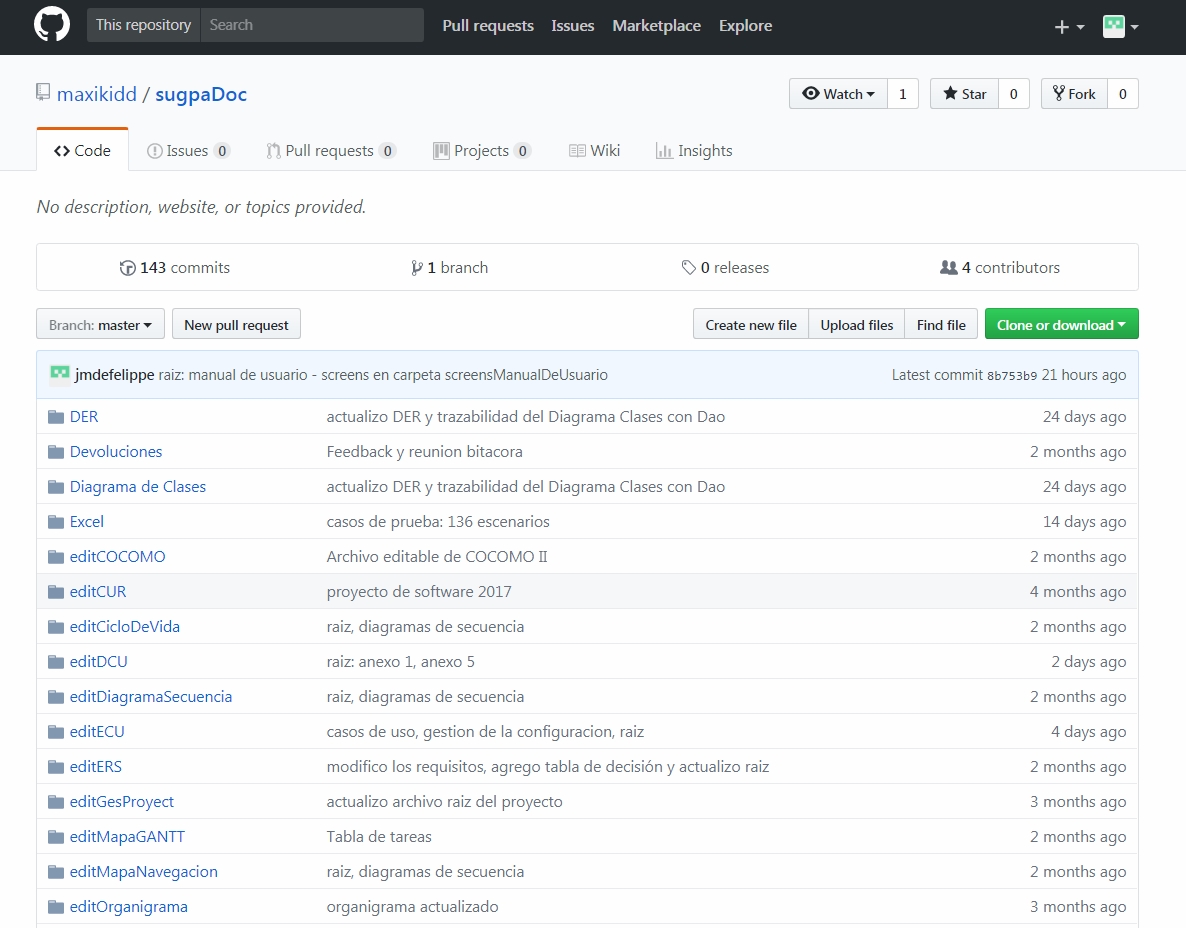 This repository Search Pull requests Issues Marketplace Explore
maxikidd / sugpaDoc Watch 1 Star 0 Fork 0
Code Issues 0 Pull requests 0 Projects 0 Wiki Insights
No description, website, or topics provided.
143 commits 1 branch 0 releases 4 contributors
Branch: master New pull request Create new file Upload files Find file Clone or download
jmdefelippe raiz: manual de usuario - screens en carpeta screensManualDeUsuario Latest commit 8b753b9 21 hours ago
DER actualizo DER y trazabilidad del Diagrama Clases con Dao 24 days ago
Devoluciones Feedback y reunion bitacora 2 months ago
Diagrama de Clases actualizo DER y trazabilidad del Diagrama Clases con Dao 24 days ago
Excel casos de prueba: 136 escenarios 14 days ago
editCOCOMO Archivo editable de COCOMO II 2 months ago
editCUR proyecto de software 2017 4 months ago
editCicloDeVida raiz, diagramas de secuencia 2 months ago
editDCU raiz: anexo 1, anexo 5 2 days ago
editDiagramaSecuencia raiz, diagramas de secuencia 2 months ago
editECU casos de uso, gestion de la configuracion, raiz 4 days ago
editERS modifico los requisitos, agrego tabla de decisión y actualizo raiz 2 months ago
editGesProyect actualizo archivo raiz del proyecto 3 months ago
editMapaGANTT Tabla de tareas 2 months ago
editMapaNavegacion raiz, diagramas de secuencia 2 months ago
editOrganigrama organigrama actualizado 3 months ago